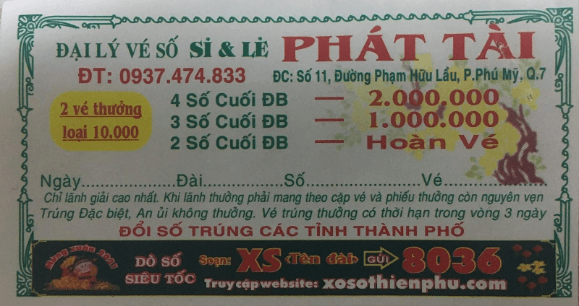 ĐẠI LÝ VÉ SỐ SỈ & LẺ PHÁT TÀI
ĐT: 0937.474.833 ĐC: Số 11, Đường Phạm Hữu Lầu, P.Phú Mỹ, Q.7
2 vé thưởng
loại 10.000
4 Số Cuối ĐB — 2.000.000
3 Số Cuối ĐB — 1.000.000
2 Số Cuối ĐB — Hoàn Vé
Ngày..................Đài..................Số..................Vé..................
Chỉ lãnh giải cao nhất. Khi lãnh thưởng phải mang theo cặp vé và phiếu thưởng còn nguyên vẹn
Trúng Đặc biệt, An ủi không thưởng. Vé trúng thưởng có thời hạn trong vòng 3 ngày
ĐỔI SỐ TRÚNG CÁC TỈNH THÀNH PHỐ
DÒ SỐ
SIÊU TỐC
Soạn: XS (Tên đài) GỬI 8036
Truy cập website: xosothienphu.com